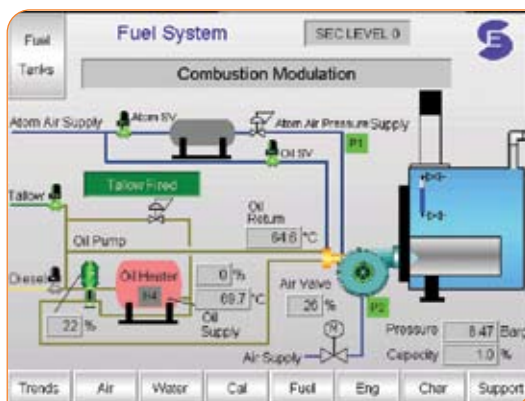 Fuel Tanks
Fuel System
SEC LEVEL 0
Combustion Modulation
Atom Air Supply
Atom SV
Atom Air Pressure Supply
P1
Oil SV
Tallow Fired
Tallow
Oil Return
64.6 °C
Oil Pump
Diesel
Oil Heater
0 %
69.7 °C
Oil Supply
22 %
Air Valve
26 %
P2
M
Air Supply
Pressure
8.47 Barg
Capacity
1.0 %
Trends
Air
Water
Cal
Fuel
Eng
Char
Support